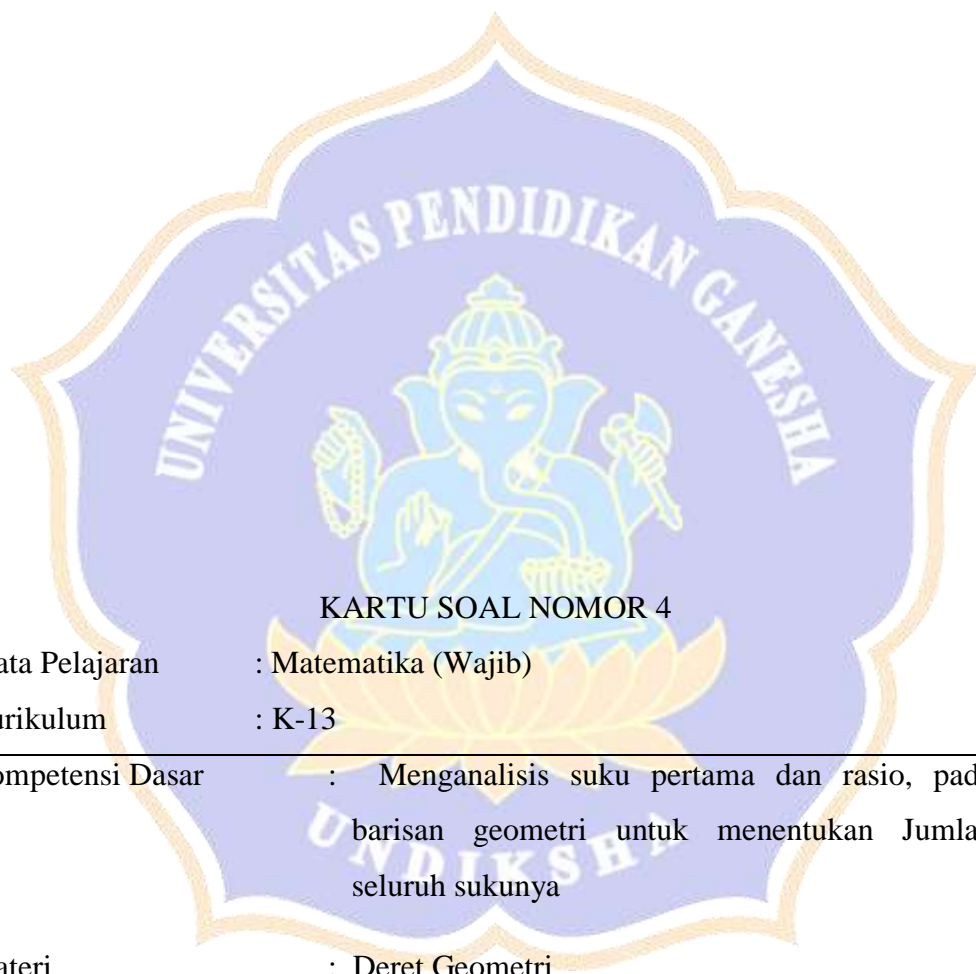 UNIVERSITAS PENDIDIKAN GANESHA
KARTU SOAL NOMOR 4
ata Pelajaran : Matematika (Wajib)
urikulum : K-13
ompetensi Dasar : Menganalisis suku pertama dan rasio, pad
barisan geometri untuk menentukan Jumla
seluruh sukunya
UNDIKSHA
ateri : Deret Geometri